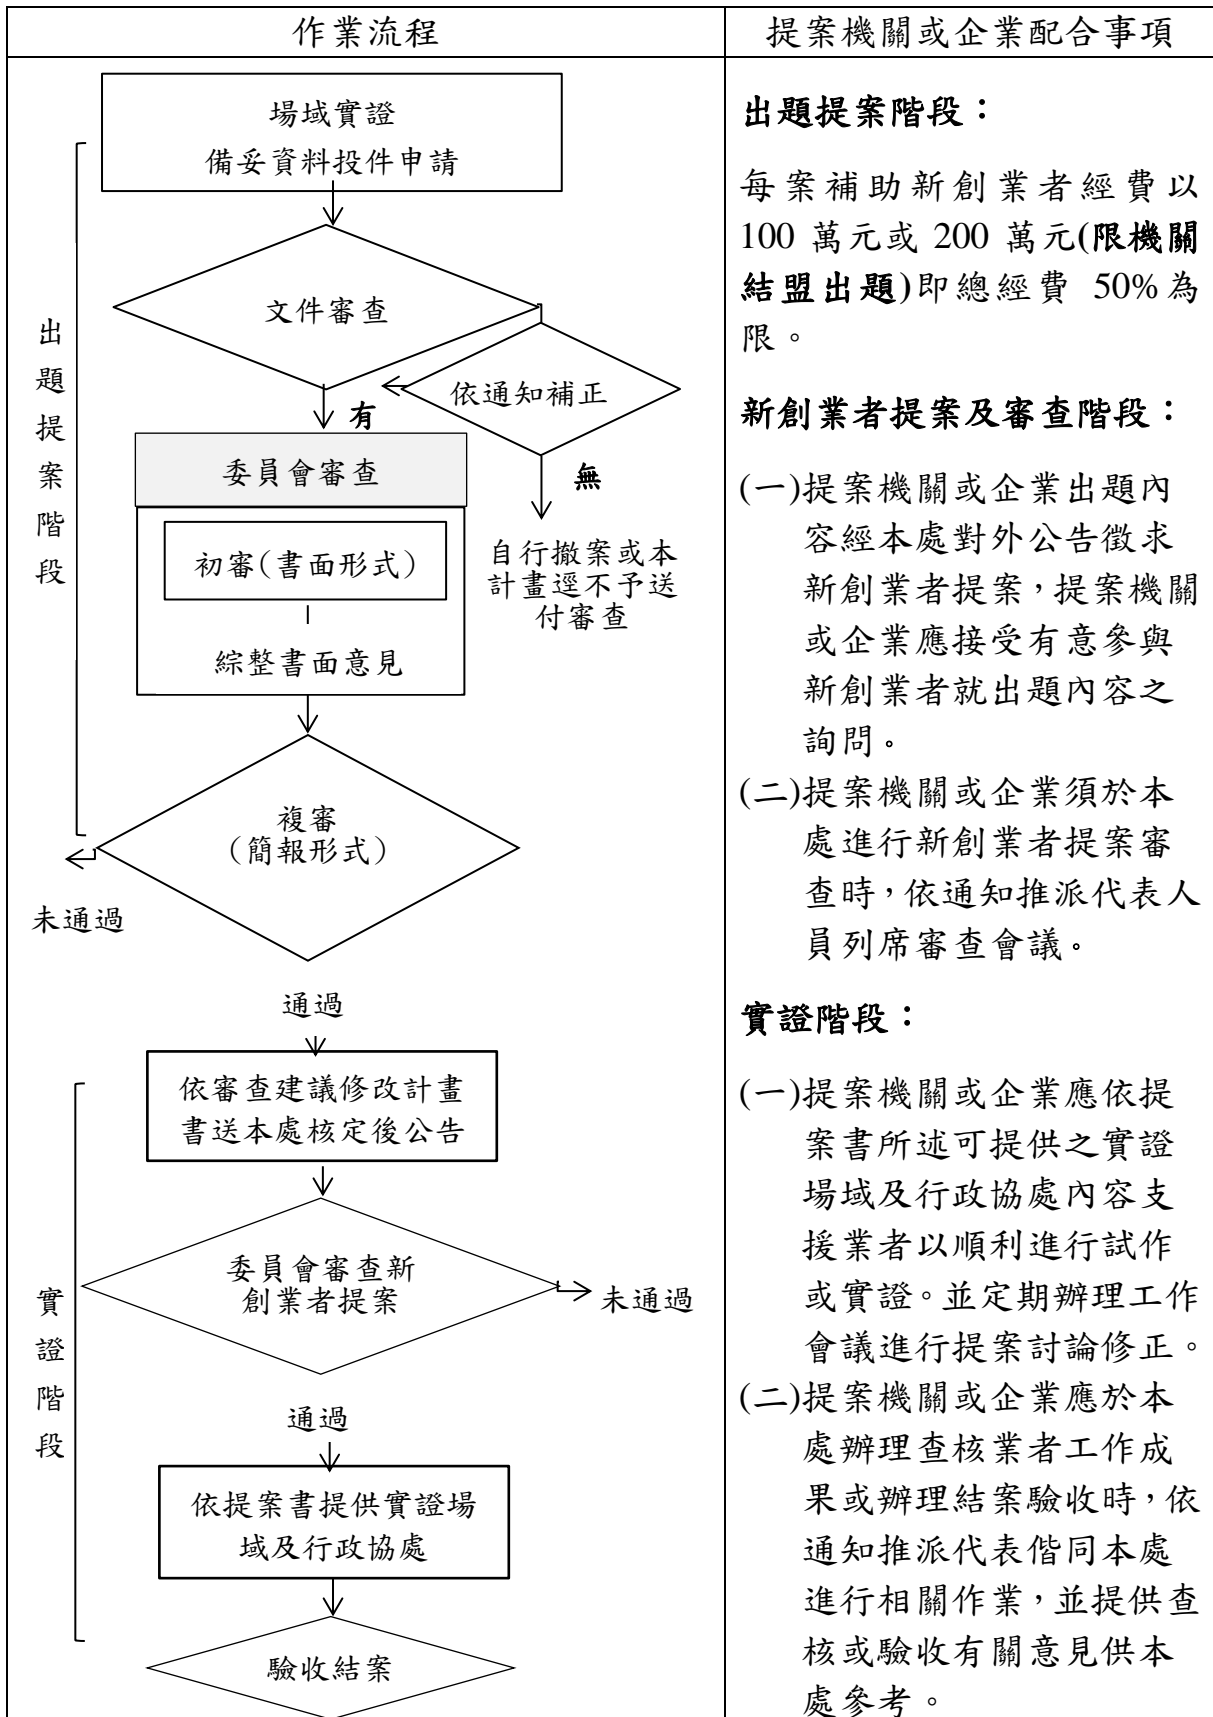 作業流程
提案機關或企業配合事項
場域實證
備妥資料投件申請
文件審查
依通知補正
有
無
委員會審查
初審(書面形式)
綜整書面意見
自行撤案或本
計畫逕不予送
付審查
複審
(簡報形式)
未通過
通過
出
題
提
案
階
段
依審查建議修改計畫
書送本處核定後公告
委員會審查新
創業者提案
未通過
通過
依提案書提供實證場
域及行政協處
驗收結案
實
證
階
段
出題提案階段：
每案補助新創業者經費以
100 萬元或 200 萬元(限機關
結盟出題)即總經費 50%為
限。
新創業者提案及審查階段：
(一)提案機關或企業出題內
容經本處對外公告徵求
新創業者提案，提案機關
或企業應接受有意參與
新創業者就出題內容之
詢問。
(二)提案機關或企業須於本
處進行新創業者提案審
查時，依通知推派代表人
員列席審查會議。
實證階段：
(一)提案機關或企業應依提
案書所述可提供之實證
場域及行政協處內容支
援業者以順利進行試作
或實證。並定期辦理工作
會議進行提案討論修正。
(二)提案機關或企業應於本
處辦理查核業者工作成
果或辦理結案驗收時，依
通知推派代表偕同本處
進行相關作業，並提供查
核或驗收有關意見供本
處參考。